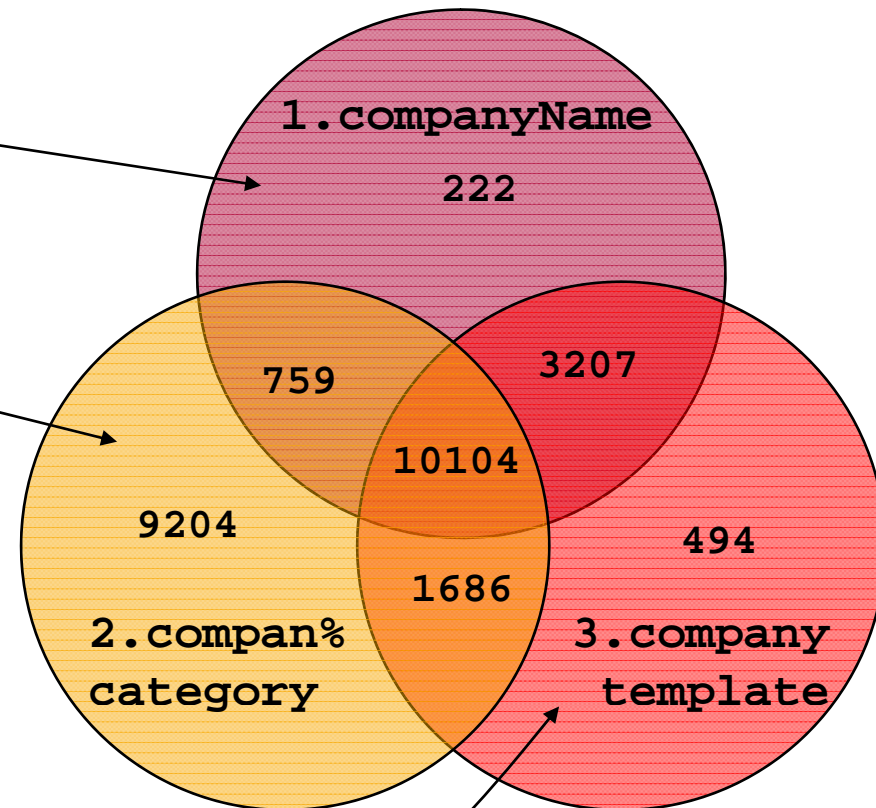 1.companyName
222
759
3207
10104
9204
494
1686
2.compan%
category
3.company
template